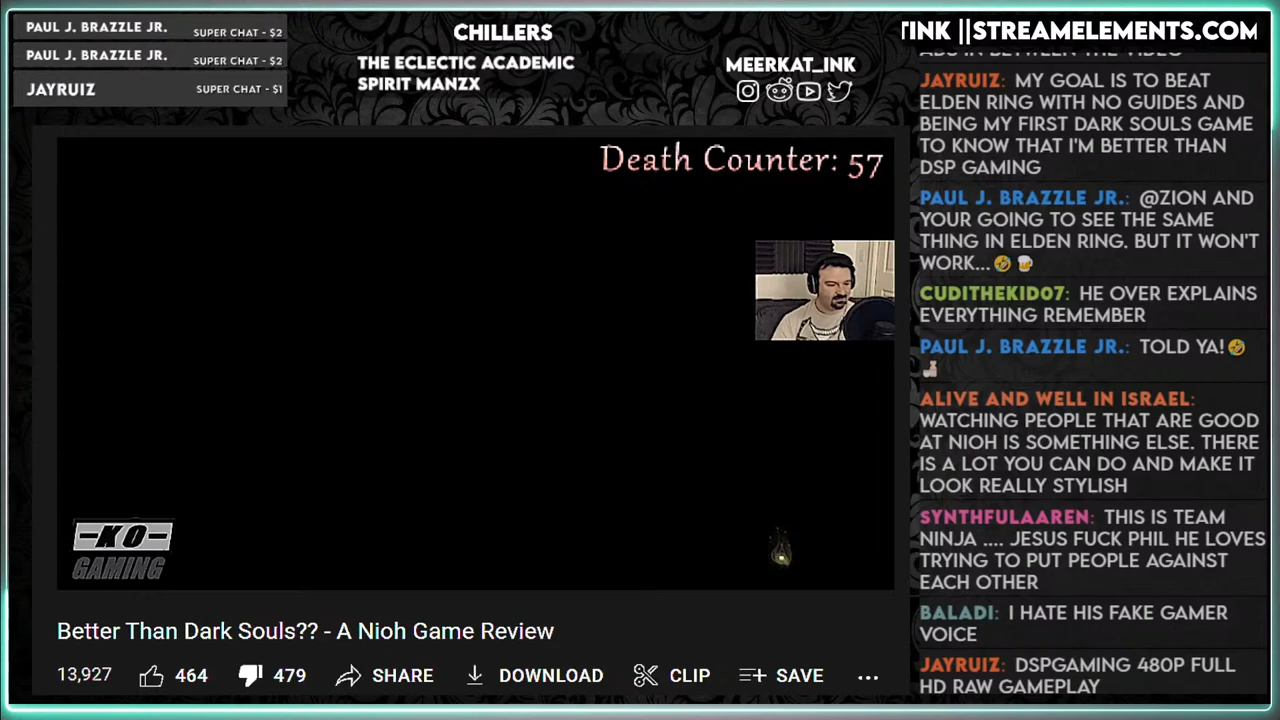 PAUL J. BRAZZLE JR. SUPER CHAT - $2
PAUL J. BRAZZLE JR. SUPER CHAT - $2
JAYRUIZ SUPER CHAT - $1
CHILLERS
THE ECLECTIC ACADEMIC
SPIRIT MANZX
MEERKAT_INK
TINK ||STREAMELEMENTS.COM
ADS IN BETWEEN THE VIDEO
JAYRUIZ: MY GOAL IS TO BEAT
ELDEN RING WITH NO GUIDES AND
BEING MY FIRST DARK SOULS GAME
TO KNOW THAT I'M BETTER THAN
DSP GAMING
PAUL J. BRAZZLE JR.: @ZION AND
YOUR GOING TO SEE THE SAME
THING IN ELDEN RING. BUT IT WON'T
WORK...🤣🍺
CUDITHEKID07: HE OVER EXPLAINS
EVERYTHING REMEMBER
PAUL J. BRAZZLE JR.: TOLD YA!🤣
ALIVE AND WELL IN ISRAEL:
WATCHING PEOPLE THAT ARE GOOD
AT NIOH IS SOMETHING ELSE. THERE
IS A LOT YOU CAN DO AND MAKE IT
LOOK REALLY STYLISH
SYNTHFULAAREN: THIS IS TEAM
NINJA .... JESUS FUCK PHIL HE LOVES
TRYING TO PUT PEOPLE AGAINST
EACH OTHER
BALADI: I HATE HIS FAKE GAMER
VOICE
JAYRUIZ: DSPGAMING 480P FULL
HD RAW GAMEPLAY
Death Counter: 57
-KO-
GAMING
Better Than Dark Souls?? - A Nioh Game Review
13,927 464 479 SHARE DOWNLOAD CLIP SAVE ...